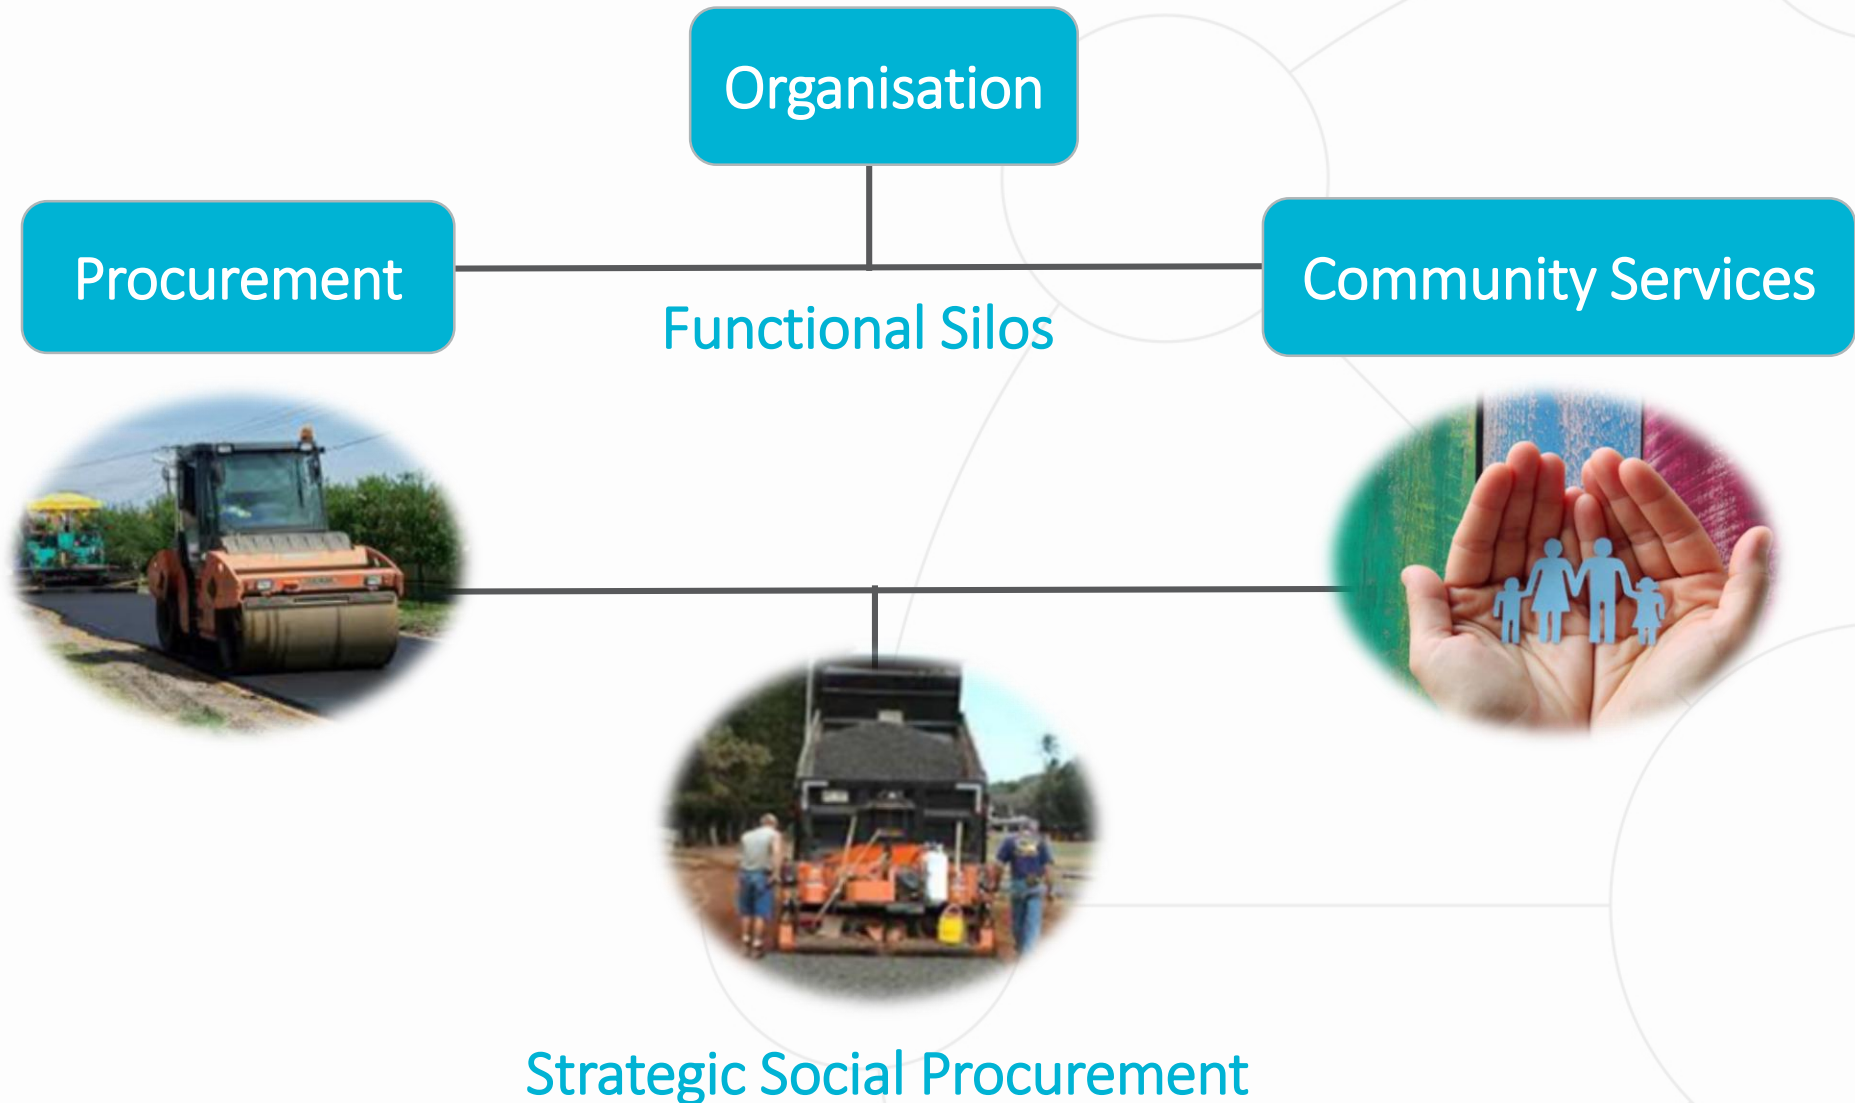 Organisation
Procurement
Community Services
Functional Silos
Strategic Social Procurement